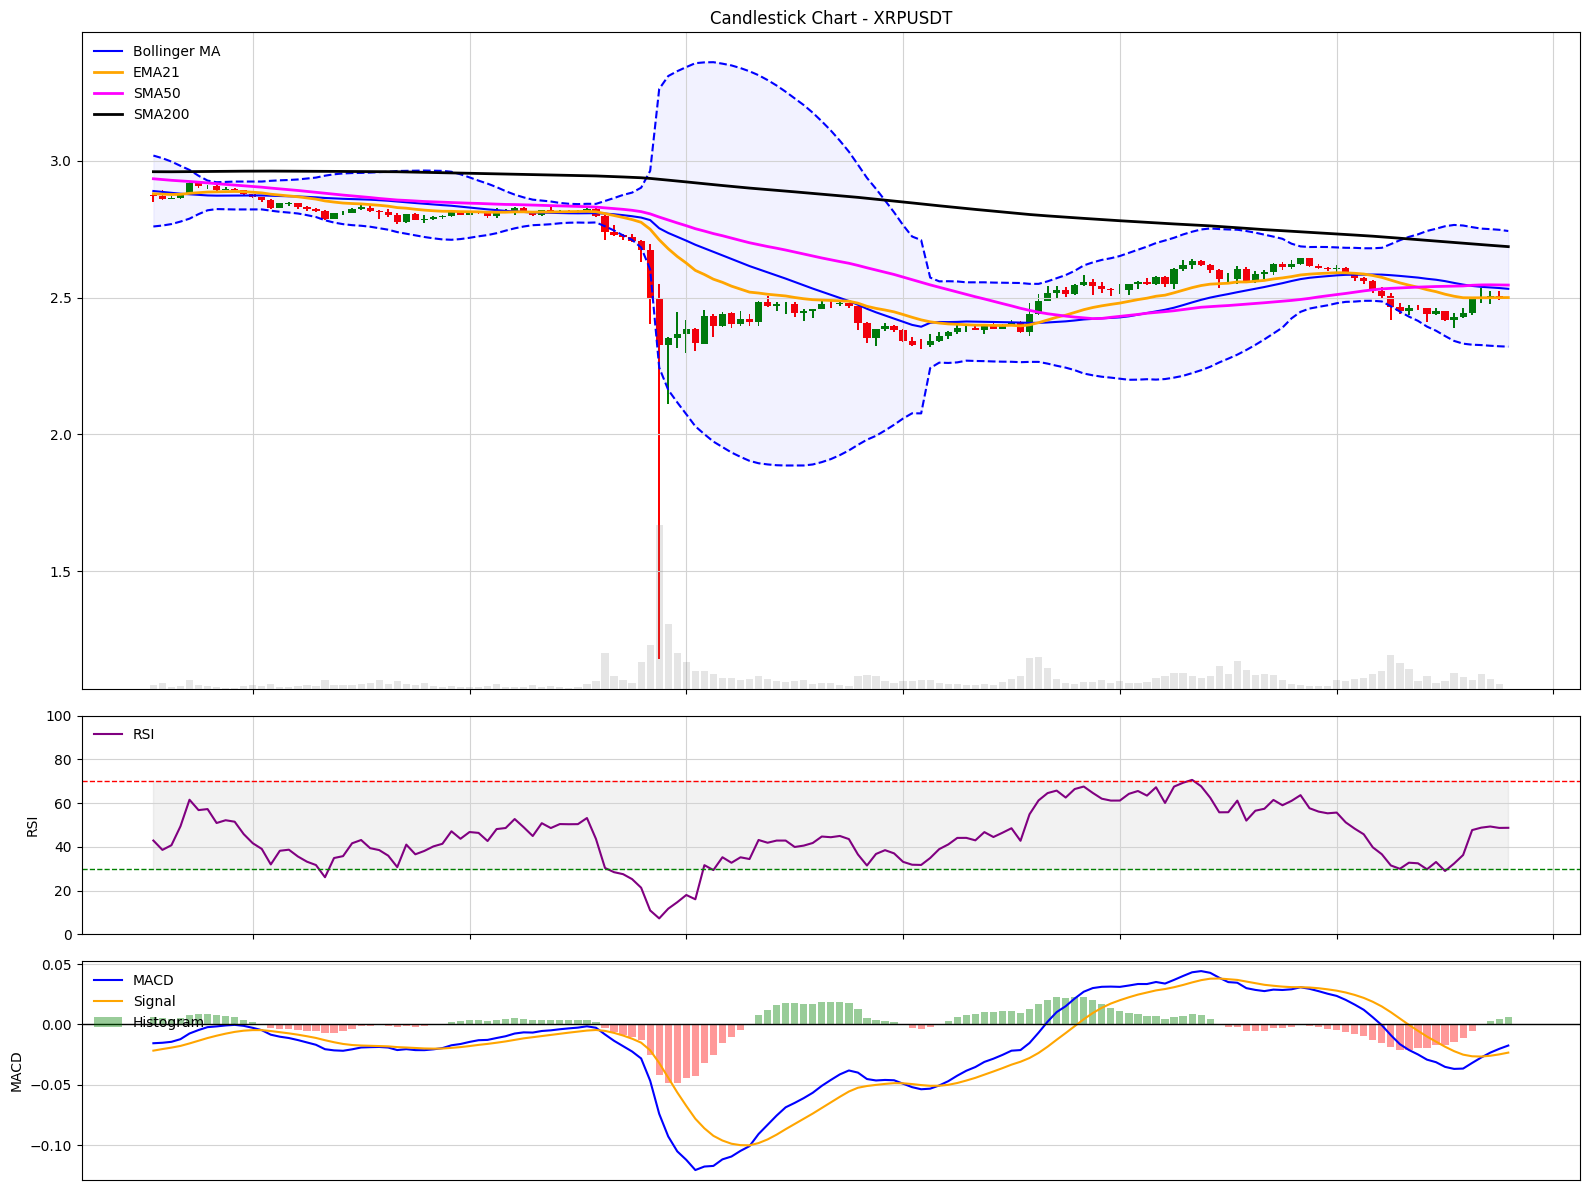 Candlestick Chart - XRPUSDT
Bollinger MA
EMA21
SMA50
SMA200
3.0
2.5
2.0
1.5
100
RSI
80
60
RSI
40
20
0
0.05
MACD
Signal
Histogram
0.00
MACD
−0.05
−0.10